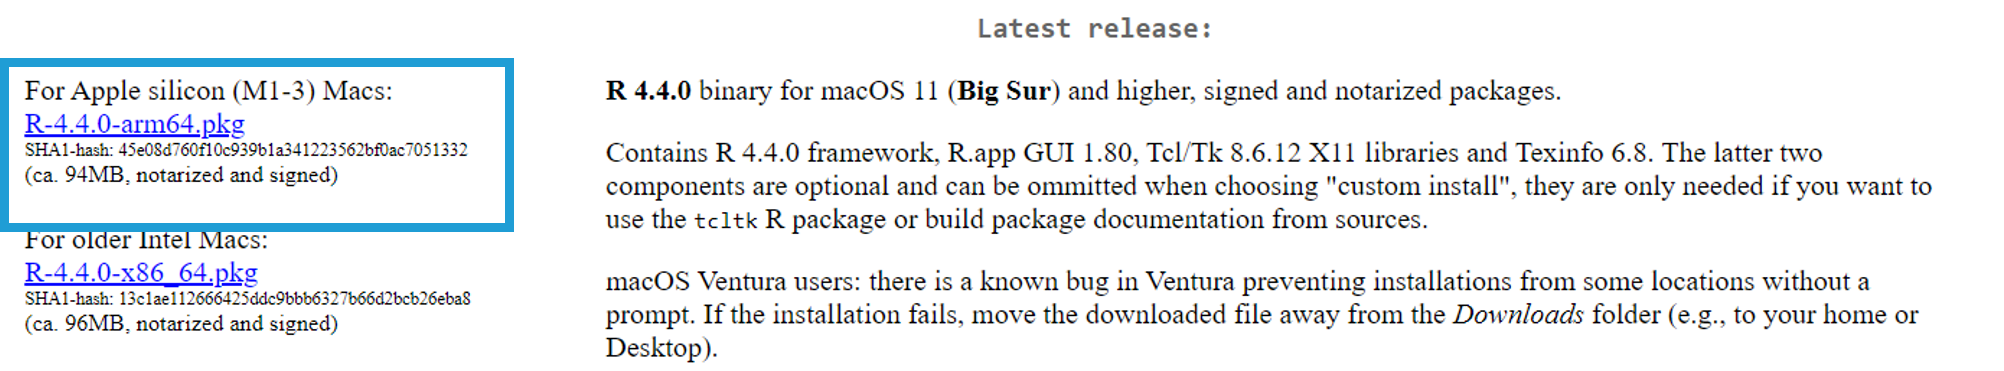 Latest release:
For Apple silicon (M1-3) Macs:
R-4.4.0-arm64.pkg
SHA1-hash: 45e08d760f10c939b1a341223562bf0ac7051332
(ca. 94MB, notarized and signed)
For older Intel Macs:
R-4.4.0-x86_64.pkg
SHA1-hash: 13c1ae112666425ddc9bbb6327b66d2bcb26eba8
(ca. 96MB, notarized and signed)
R 4.4.0 binary for macOS 11 (Big Sur) and higher, signed and notarized packages.
Contains R 4.4.0 framework, R.app GUI 1.80, Tcl/Tk 8.6.12 X11 libraries and Texinfo 6.8. The latter two
components are optional and can be ommitted when choosing "custom install", they are only needed if you want to
use the tcltk R package or build package documentation from sources.
macOS Ventura users: there is a known bug in Ventura preventing installations from some locations without a
prompt. If the installation fails, move the downloaded file away from the Downloads folder (e.g., to your home or
Desktop).